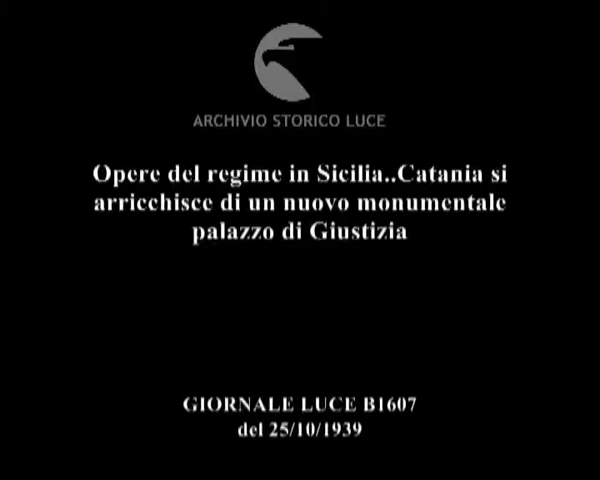 ARCHIVIO STORICO LUCE
Opere del regime in Sicilia..Catania si
arricchisce di un nuovo monumentale
palazzo di Giustizia
GIORNALE LUCE B1607
del 25/10/1939